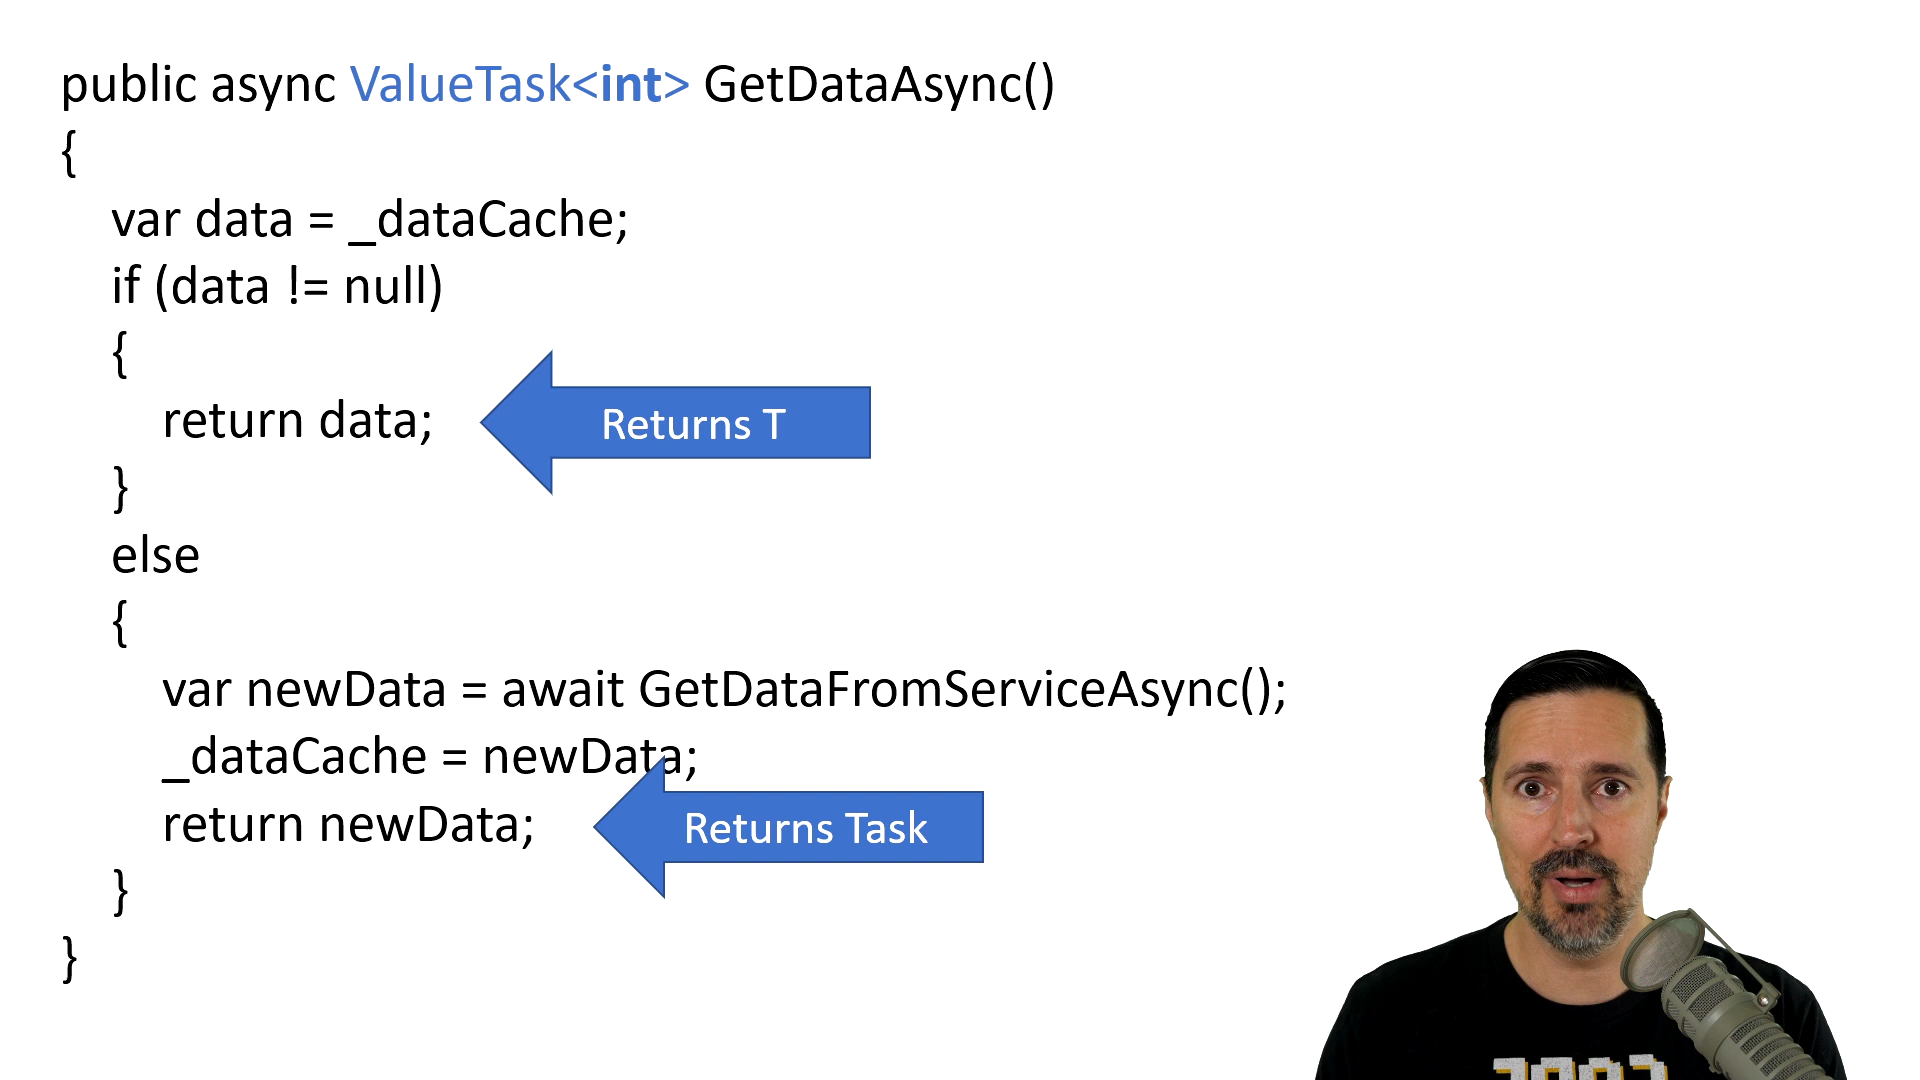 public async ValueTask<int> GetDataAsync()
{
var data = _dataCache;
if (data != null)
{
return data;
Returns T
}
else
{
var newData = await GetDataFromServiceAsync();
_dataCache = newData;
return newData;
Returns Task
}
}